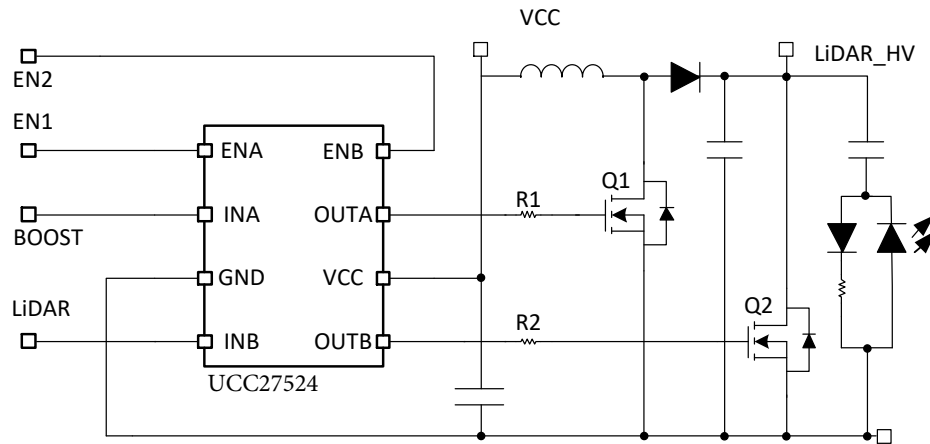 VCC
LiDAR_HV
EN2
EN1
ENA
ENB
Q1
R1
INA
OUTA
BOOST
GND
VCC
LiDAR
R2
Q2
INB
OUTB
UCC27524